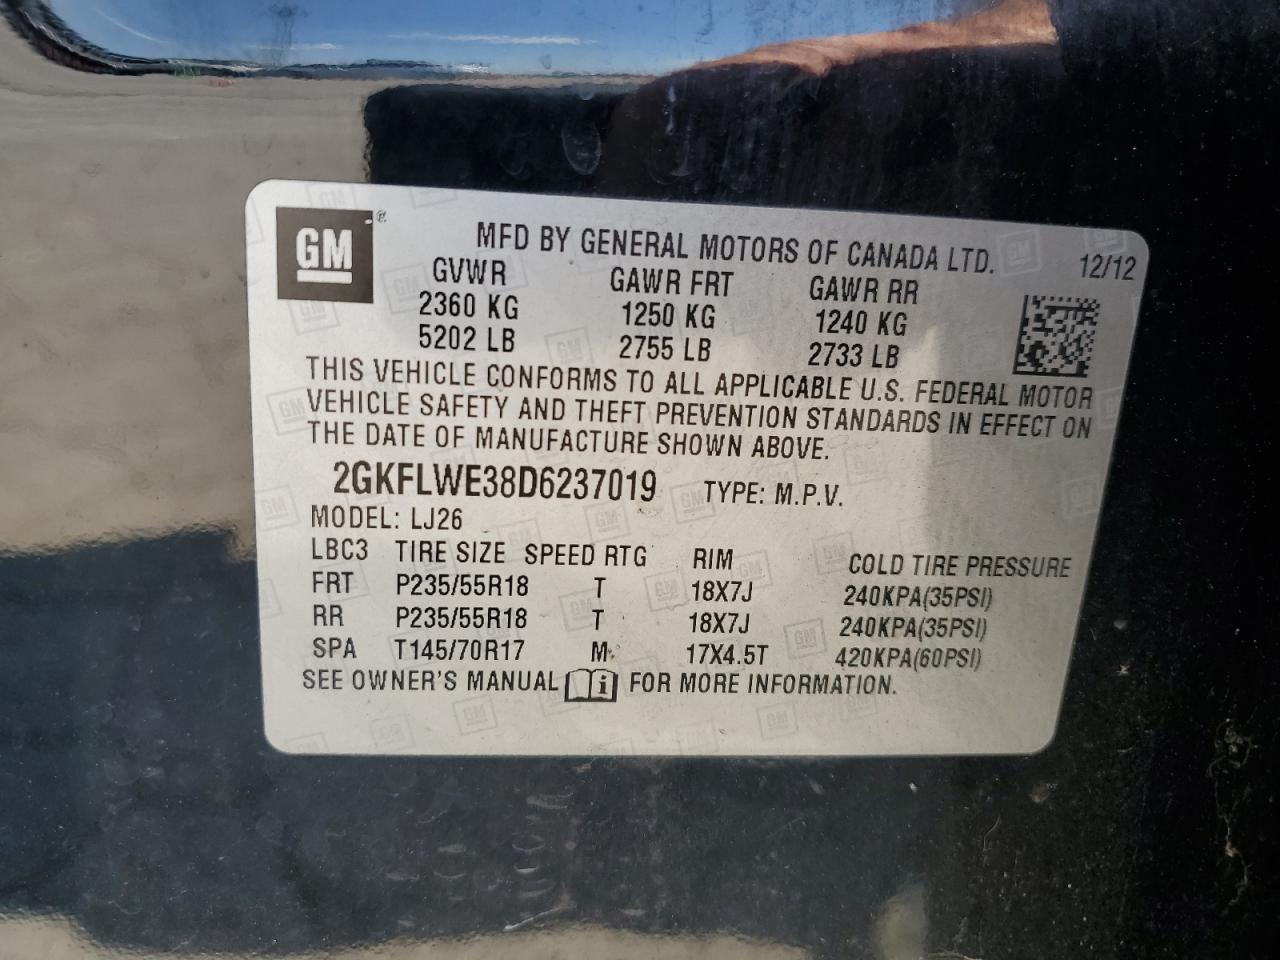 GM®
MFD BY GENERAL MOTORS OF CANADA LTD. 12/12
GVWR GAWR FRT GAWR RR
2360 KG 1250 KG 1240 KG
5202 LB 2755 LB 2733 LB
THIS VEHICLE CONFORMS TO ALL APPLICABLE U.S. FEDERAL MOTOR
VEHICLE SAFETY AND THEFT PREVENTION STANDARDS IN EFFECT ON
THE DATE OF MANUFACTURE SHOWN ABOVE.
2GKFLWE38D6237019 TYPE: M.P.V.
MODEL: LJ26
LBC3 TIRE SIZE SPEED RTG RIM COLD TIRE PRESSURE
FRT P235/55R18 T 18X7J 240KPA(35PSI)
RR P235/55R18 T 18X7J 240KPA(35PSI)
SPA T145/70R17 M 17X4.5T 420KPA(60PSI)
SEE OWNER'S MANUAL i FOR MORE INFORMATION.